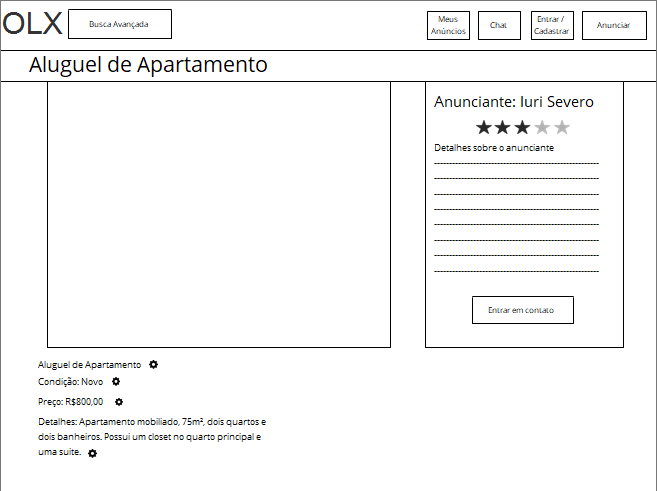 OLX
Busca Avançada
Meus
Anúncios
Chat
Entrar /
Cadastrar
Anunciar
Aluguel de Apartamento
Anunciante: Iuri Severo
Detalhes sobre o anunciante
Entrar em contato
Aluguel de Apartamento
Condição: Novo
Preço: R$800,00
Detalhes: Apartamento mobiliado, 75m², dois quartos e
dois banheiros. Possui um closet no quarto principal e
uma suíte.